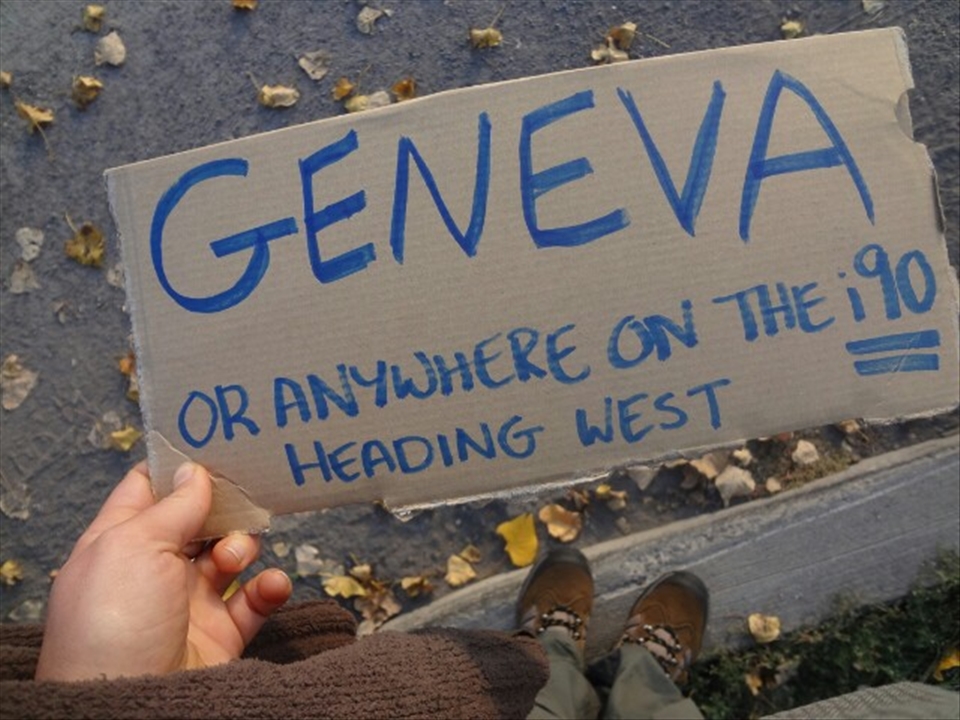 GENEVA
OR ANYWHERE ON THE i90
HEADING WEST